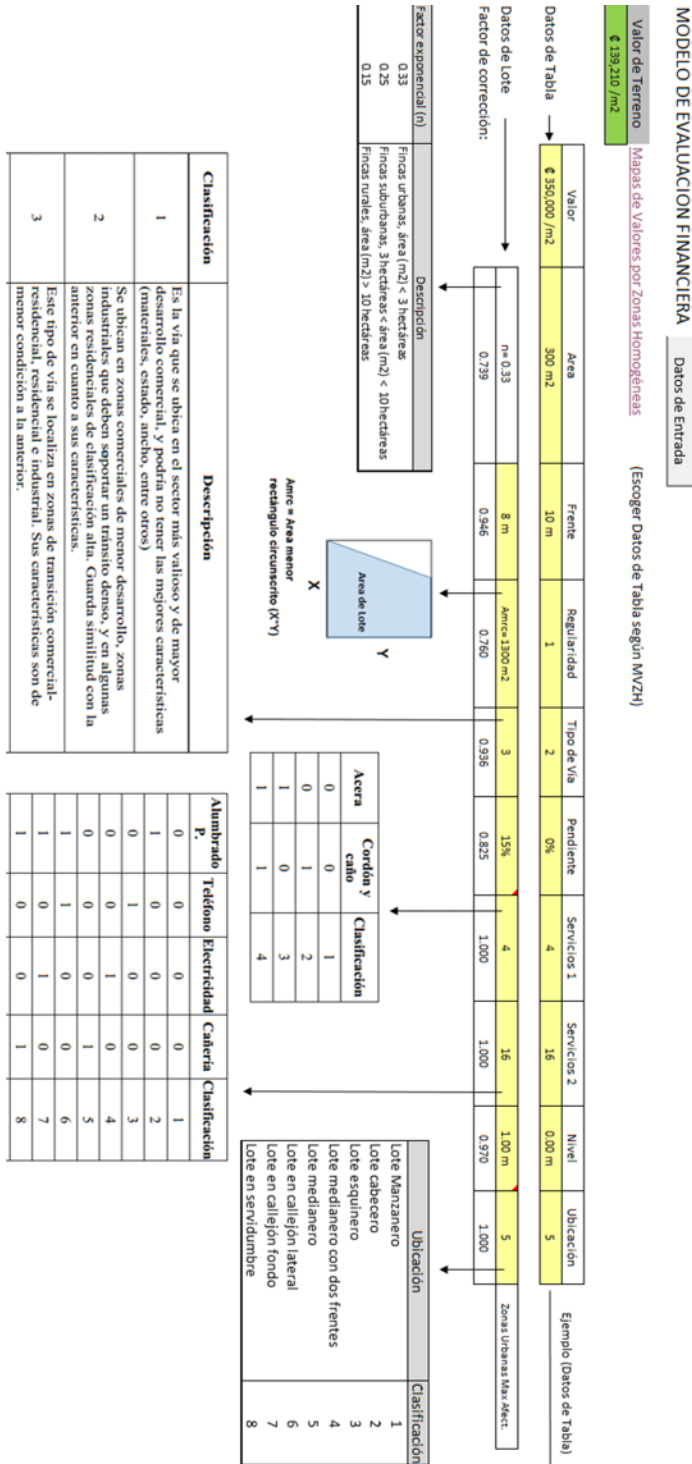 MODELO DE EVALUACION FINANCIERA
Datos de Entrada
Valor de Terreno
Mapas de Valores por Zonas Homogéneas
(Escoger Datos de Tabla según MVZH)
₡ 139,210 /m2
Valor Area Frente Regularidad Tipo de Vía Pendiente Servicios 1 Servicios 2 Nivel Ubicación
Ejemplo (Datos de Tabla)
Datos de Tabla ₡ 350,000 /m2 300 m2 10 m 1 2 0% 4 16 0.00 m 5
Datos de Lote n= 0.33 8 m Amrc=1300 m2 3 15% 4 16 1.00 m 5 Zonas Urbanas Max Afect.
Factor de corrección: 0.739 0.946 0.760 0.936 0.825 1.000 1.000 0.970 1.000
Factor exponencial (n) Descripción
0.33 Fincas urbanas, área (m2) < 3 hectáreas
0.25 Fincas suburbanas, 3 hectáreas < área (m2) < 10 hectáreas
0.15 Fincas rurales, área (m2) > 10 hectáreas
Area de Lote
Y
X
Amrc = Area menor
rectángulo circunscrito (X*Y)
Acera Cordón y caño Clasificación
0 0 1
0 1 2
1 0 3
1 1 4
Ubicación Clasificación
Lote Manzanero 1
Lote cabecero 2
Lote esquinero 3
Lote medianero con dos frentes 4
Lote medianero 5
Lote en callejón lateral 6
Lote en callejón fondo 7
Lote en servidumbre 8
Clasificación Descripción
1
Es la vía que se ubica en el sector más valioso y de mayor
desarrollo comercial, y podría no tener las mejores características
(materiales, estado, ancho, entre otros)
2
Se ubican en zonas comerciales de menor desarrollo, zonas
industriales que deben soportar un tránsito denso, y en algunas
zonas residenciales de clasificación alta. Guarda similitud con la
anterior en cuanto a sus características.
3
Este tipo de vía se localiza en zonas de transición comercial-
residencial, residencial e industrial. Sus características son de
menor condición a la anterior.
Alumbrado P. Teléfono Electricidad Cañería Clasificación
0 0 0 0 1
1 0 0 0 2
0 1 0 0 3
0 0 1 0 4
0 0 0 1 5
1 1 0 0 6
1 0 1 0 7
1 0 0 1 8